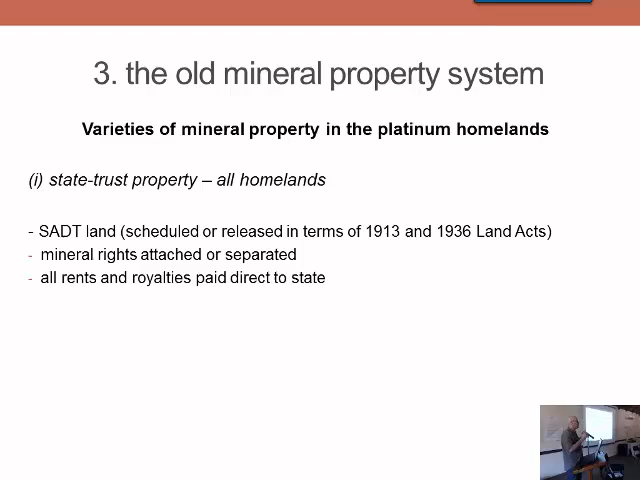 3. the old mineral property system
Varieties of mineral property in the platinum homelands
(i) state-trust property – all homelands
- SADT land (scheduled or released in terms of 1913 and 1936 Land Acts)
- mineral rights attached or separated
- all rents and royalties paid direct to state